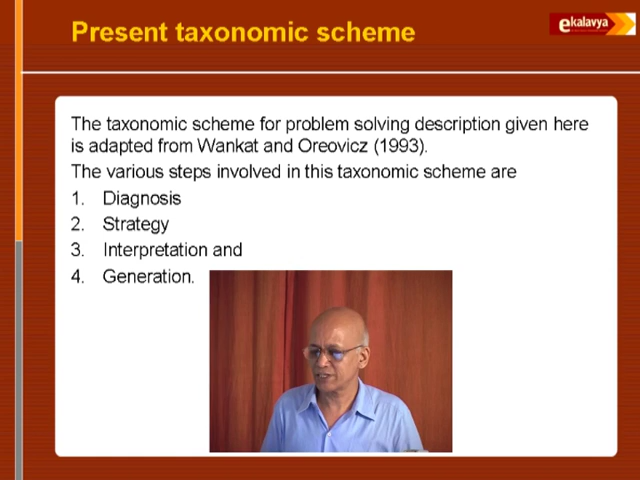 Present taxonomic scheme
ekalavya
The taxonomic scheme for problem solving description given here
is adapted from Wankat and Oreovicz (1993).
The various steps involved in this taxonomic scheme are
1. Diagnosis
2. Strategy
3. Interpretation and
4. Generation.